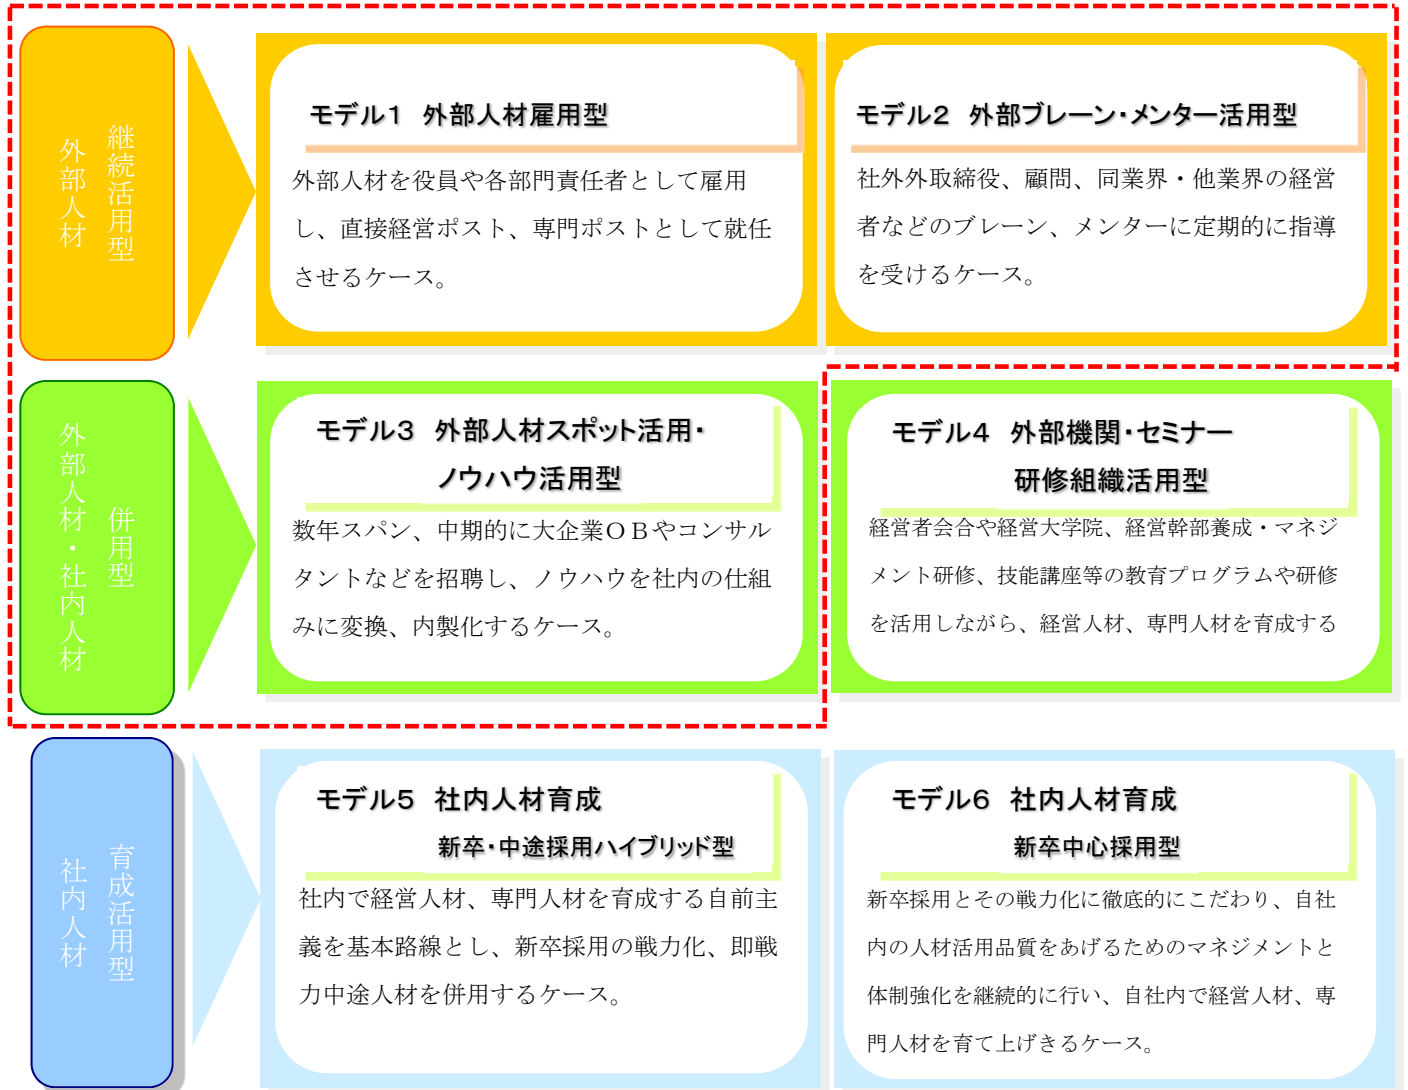 外部人材
継続活用型
モデル1 外部人材雇用型
外部人材を役員や各部門責任者として雇用
し、直接経営ポスト、専門ポストとして就任
させるケース。
モデル2 外部ブレーン・メンター活用型
社外外取締役、顧問、同業界・他業界の経営
者などのブレーン、メンターに定期的に指導
を受けるケース。
外部人材・社内人材
併用型
モデル3 外部人材スポット活用・
ノウハウ活用型
数年スパン、中期的に大企業ＯＢやコンサル
タントなどを招聘し、ノウハウを社内の仕組
みに変換、内製化するケース。
モデル4 外部機関・セミナー
研修組織活用型
経営者会合や経営大学院、経営幹部養成・マネジ
メント研修、技能講座等の教育プログラムや研修
を活用しながら、経営人材、専門人材を育成する
社内人材
育成活用型
モデル5 社内人材育成
新卒・中途採用ハイブリッド型
社内で経営人材、専門人材を育成する自前主
義を基本路線とし、新卒採用の戦力化、即戦
力中途人材を併用するケース。
モデル6 社内人材育成
新卒中心採用型
新卒採用とその戦力化に徹底的にこだわり、自社
内の人材活用品質をあげるためのマネジメントと
体制強化を継続的に行い、自社内で経営人材、専
門人材を育て上げきるケース。